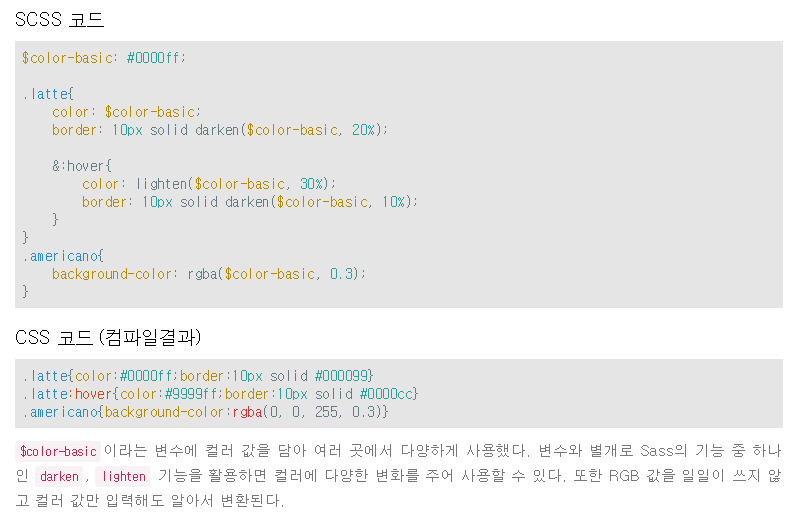 SCSS 코드
$color-basic: #0000ff;
.latte{
color: $color-basic;
border: 10px solid darken($color-basic, 20%);
&:hover{
color: lighten($color-basic, 30%);
border: 10px solid darken($color-basic, 10%);
}
}
.americano{
background-color: rgba($color-basic, 0.3);
}
CSS 코드 (컴파일결과)
.latte{color:#0000ff;border:10px solid #000099}
.latte:hover{color:#9999ff;border:10px solid #0000cc}
.americano{background-color:rgba(0, 0, 255, 0.3)}
$color-basic 이라는 변수에 컬러 값을 담아 여러 곳에서 다양하게 사용했다. 변수와 별개로 Sass의 기능 중 하나
인 darken , lighten 기능을 활용하면 컬러에 다양한 변화를 주어 사용할 수 있다. 또한 RGB 값을 일일이 쓰지 않
고 컬러 값만 입력해도 알아서 변환된다.